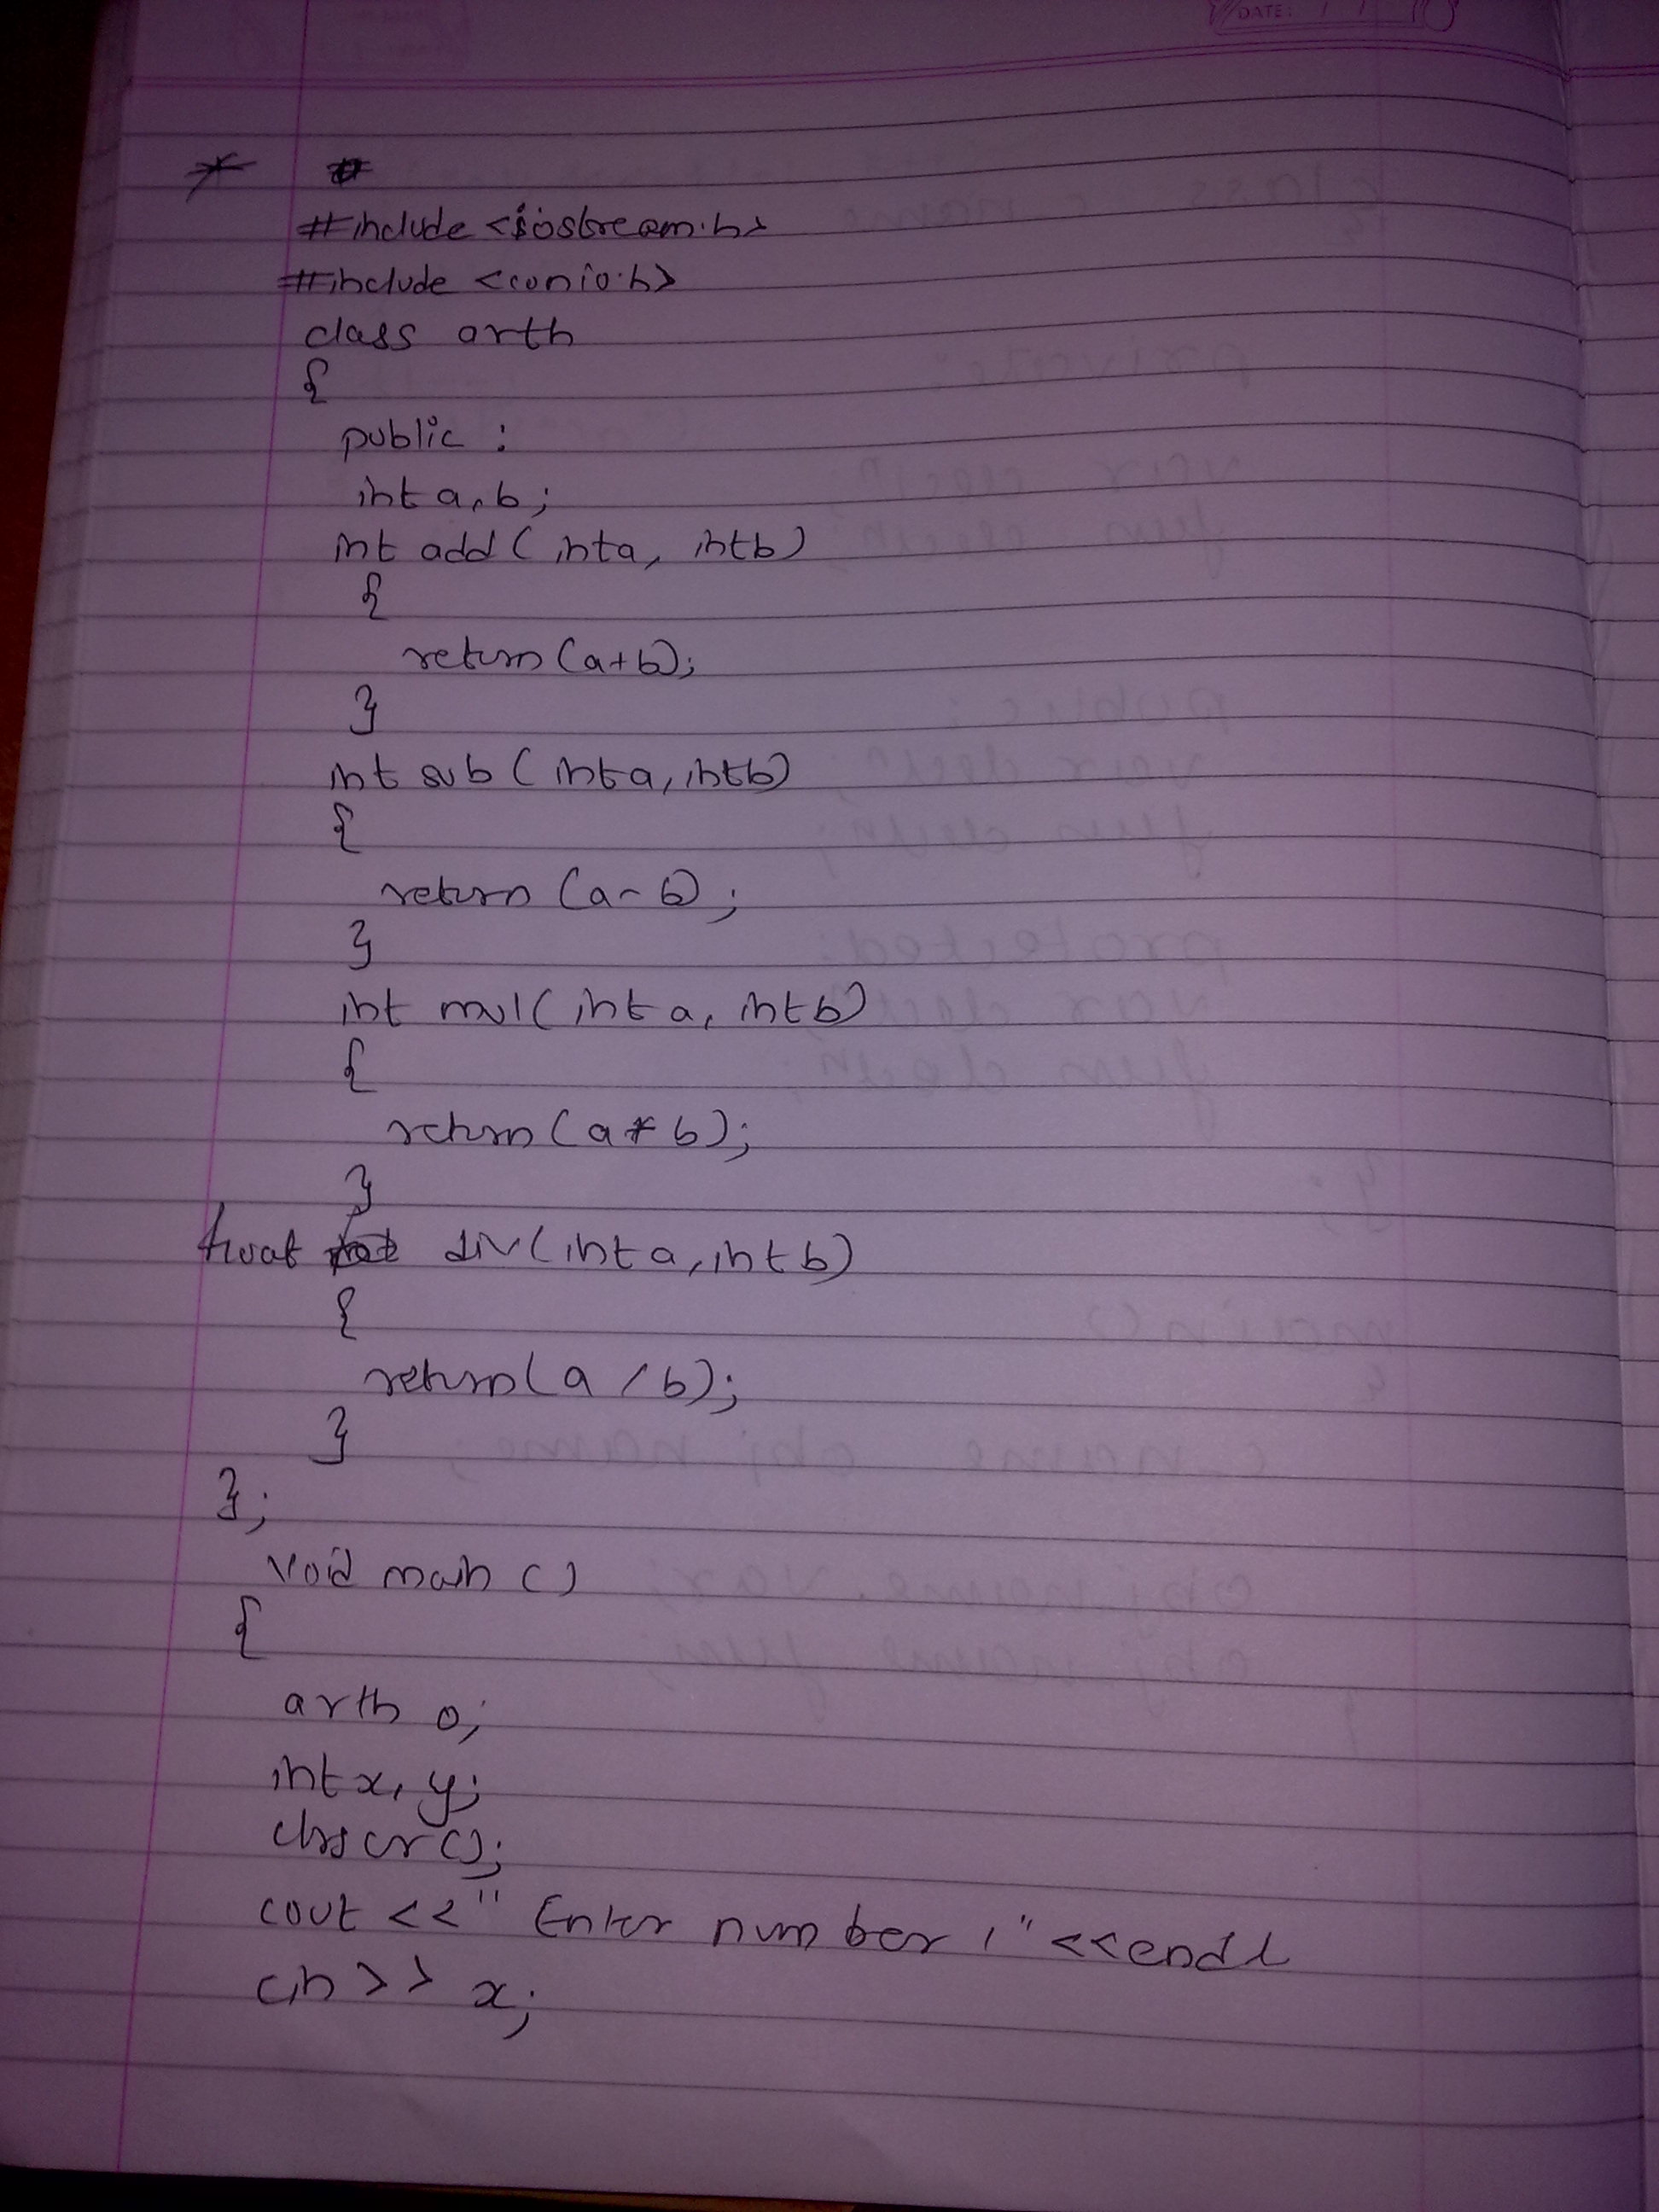 DATE:
*
#include <iostream.h>
#include <conio.h>
class arth
{
public :
int a, b;
int add ( int a, int b)
{
return (a+b);
}
int sub ( int a, int b)
{
return (a-b);
}
int mul ( int a, int b)
{
return (a * b);
}
float div (int a, int b)
{
return (a / b);
}
};
void main ()
{
arth o;
int x, y;
clrscr ();
cout << " Enter number 1" <<endl
cin >> x;